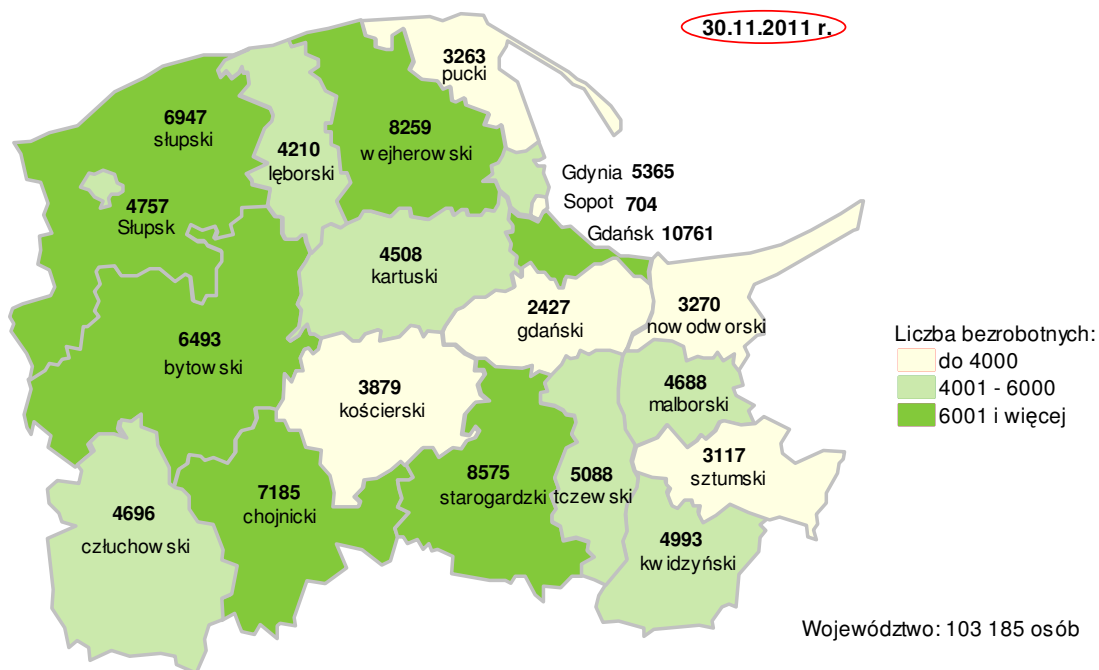 30.11.2011 r.
3263
pucki
6947
słupski
8259
wejherowski
4210
lęborski
Gdynia 5365
4757
Słupsk
Sopot 704
Gdańsk 10761
4508
kartuski
2427
gdański
3270
nowodworski
6493
bytowski
Liczba bezrobotnych:
do 4000
4001 - 6000
6001 i więcej
3879
kościerski
4688
malborski
8575
starogardzki
5088
tczewski
3117
sztumski
7185
chojnicki
4696
człuchowski
4993
kwidzyński
Województwo: 103 185 osób